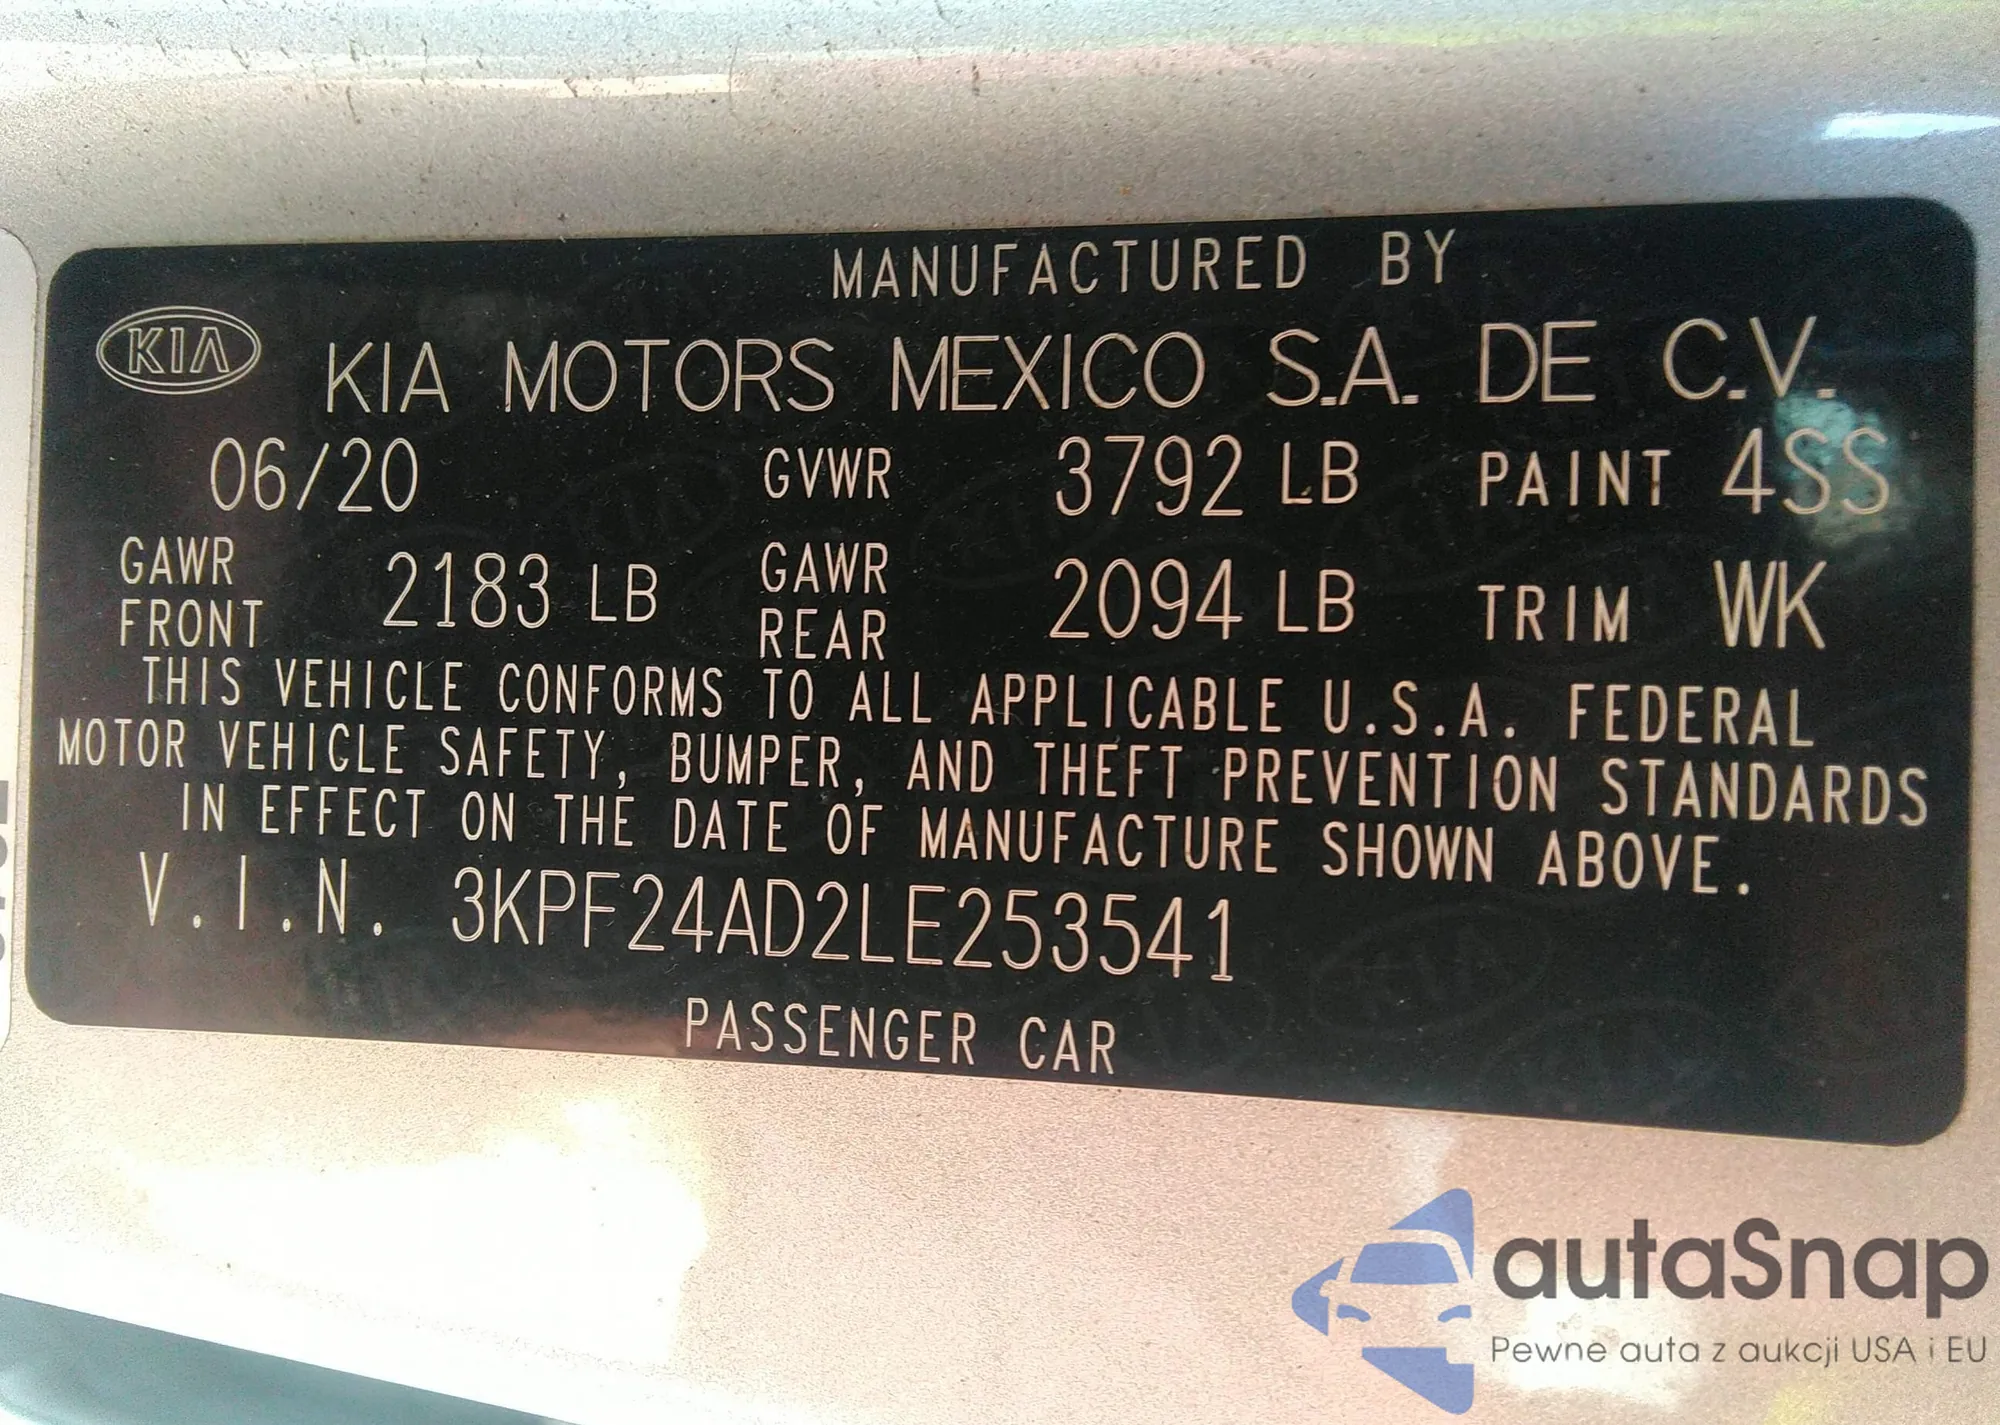 MANUFACTURED BY
KIA KIA MOTORS MEXICO S.A. DE C.V.
06/20 GVWR 3792 LB PAINT 4SS
GAWR FRONT 2183 LB GAWR REAR 2094 LB TRIM WK
THIS VEHICLE CONFORMS TO ALL APPLICABLE U.S.A. FEDERAL
MOTOR VEHICLE SAFETY, BUMPER, AND THEFT PREVENTION STANDARDS
IN EFFECT ON THE DATE OF MANUFACTURE SHOWN ABOVE.
V.I.N. 3KPF24AD2LE253541
PASSENGER CAR
autaSnap
Pewne auta z aukcji USA i EU